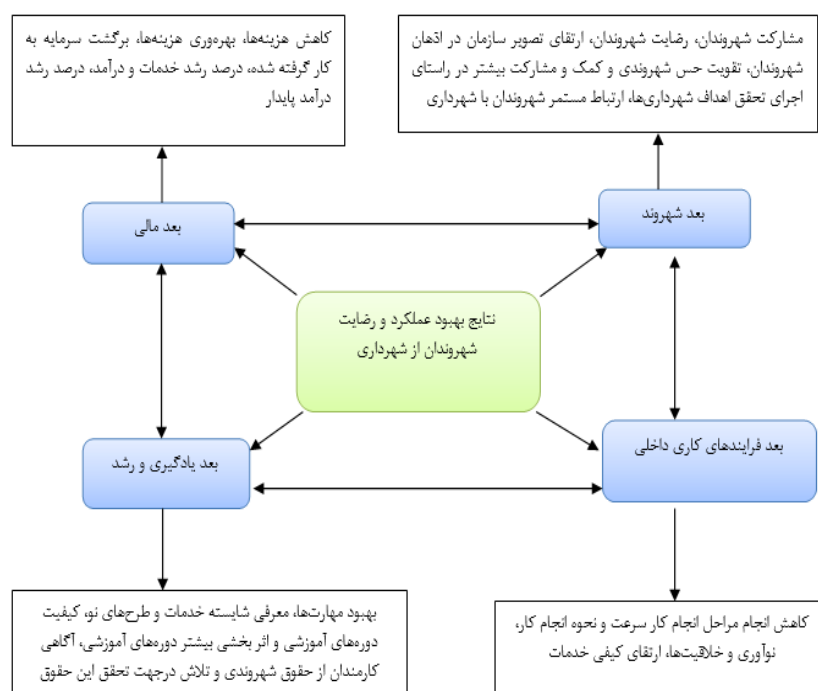 مشارکت شهروندان، رضایت شهروندان، ارتقای تصویر سازمان در اذهان
شهروندان، تقویت حس شهروندی و کمک و مشارکت بیشتر در راستای
اجرای تحقق اهداف شهرداری‌ها، ارتباط مستمر شهروندان با شهرداری
کاهش هزینه‌ها، بهره‌وری هزینه‌ها، برگشت سرمایه به
کار گرفته شده، درصد رشد خدمات و درآمد، درصد رشد
درآمد پایدار
بعد شهروند
بعد مالی
نتایج بهبود عملکرد و رضایت
شهروندان از شهرداری
بعد فرایندهای کاری داخلی
بعد یادگیری و رشد
کاهش انجام مراحل انجام کار سرعت و نحوه انجام کار،
نوآوری و خلاقیت‌ها، ارتقای کیفی خدمات
بهبود مهارت‌ها، معرفی شایسته خدمات و طرح‌های نو، کیفیت
دوره‌های آموزشی و اثر بخشی بیشتر دوره‌های آموزشی، آگاهی
کارمندان از حقوق شهروندی و تلاش درجهت تحقق این حقوق